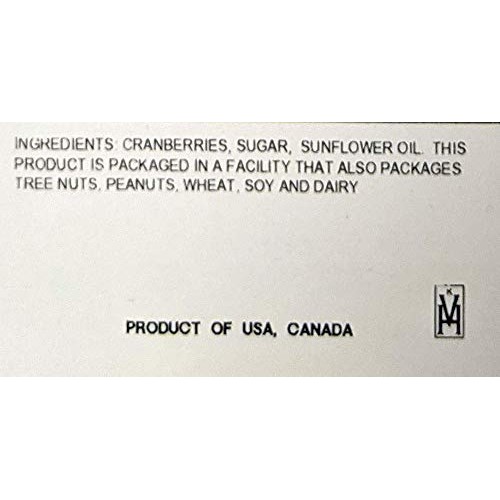 INGREDIENTS: CRANBERRIES, SUGAR, SUNFLOWER OIL. THIS
PRODUCT IS PACKAGED IN A FACILITY THAT ALSO PACKAGES
TREE NUTS, PEANUTS, WHEAT, SOY AND DAIRY
K
VH
PRODUCT OF USA, CANADA